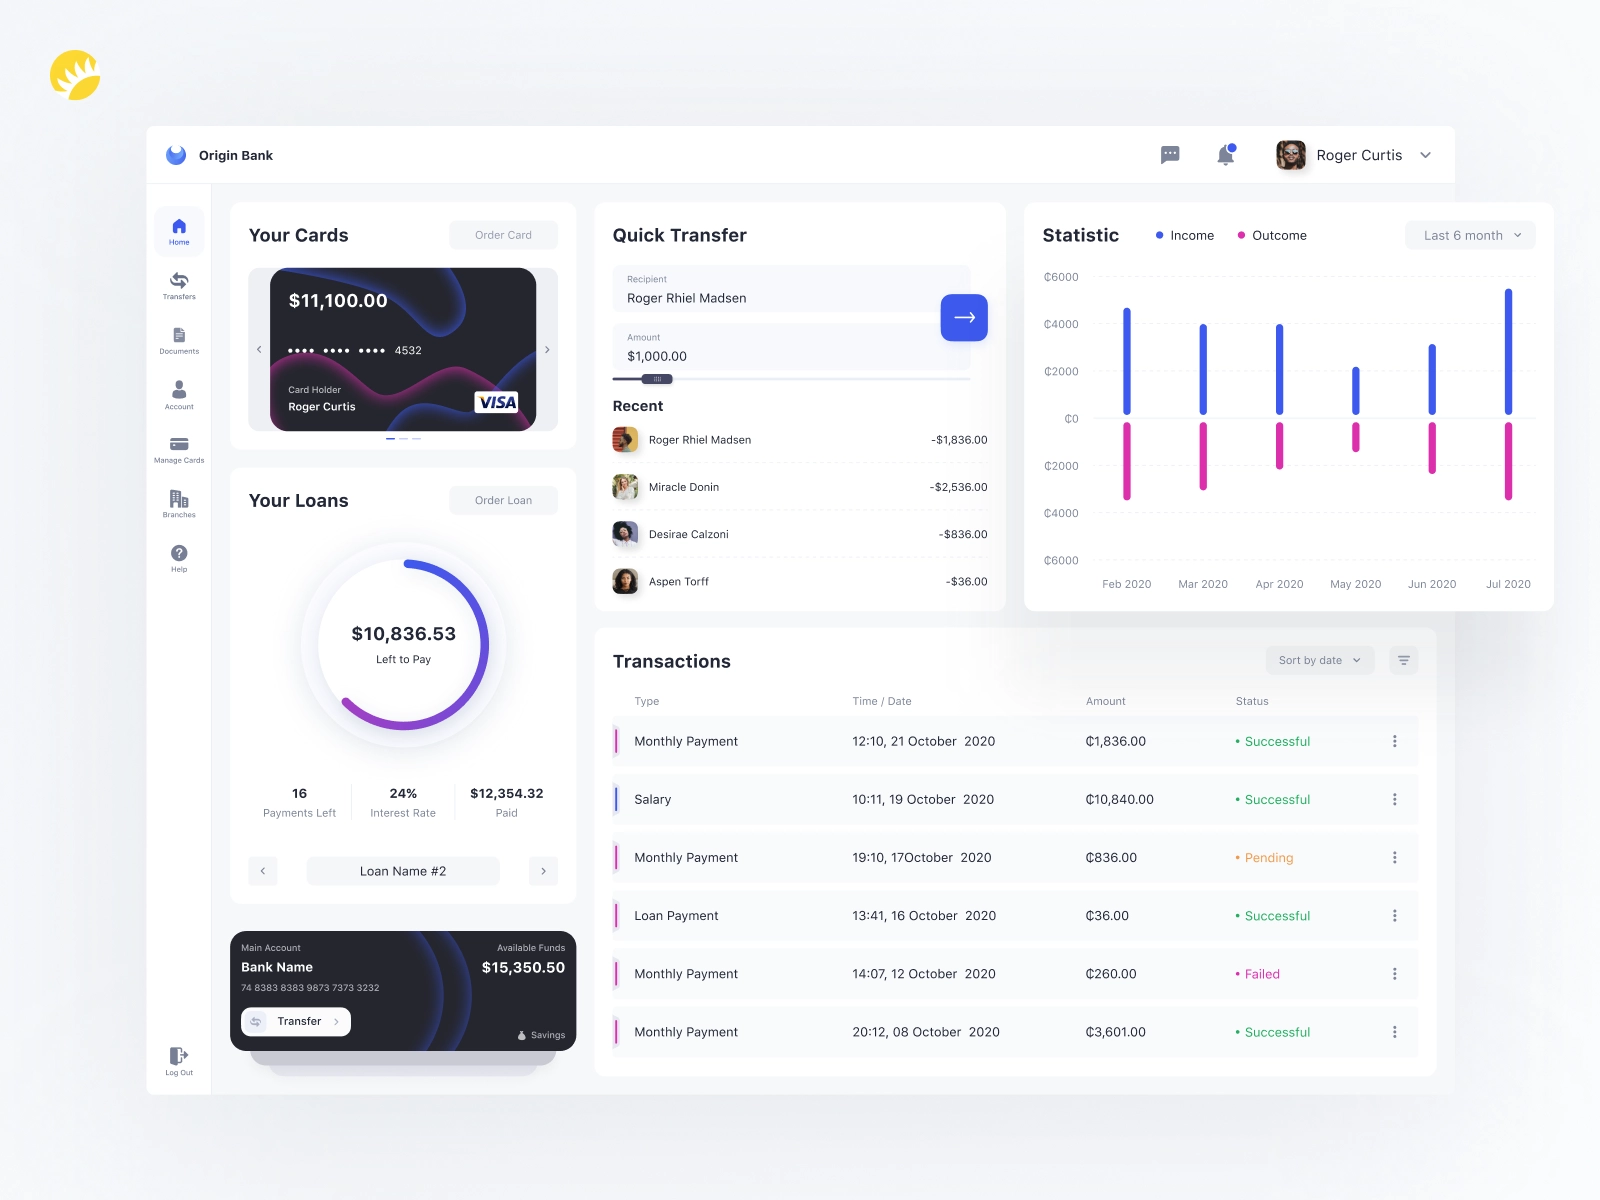 Origin Bank
Roger Curtis
Home
Transfers
Documents
Account
Manage Cards
Branches
Help
Log Out
Your Cards
Order Card
$11,100.00
•••• •••• •••• 4532
Card Holder
Roger Curtis
VISA
Your Loans
Order Loan
$10,836.53
Left to Pay
16
Payments Left
24%
Interest Rate
$12,354.32
Paid
Loan Name #2
Main Account
Available Funds
Bank Name
$15,350.50
74 8383 8383 9873 7373 3232
Transfer
Savings
Quick Transfer
Recipient
Roger Rhiel Madsen
Amount
$1,000.00
Recent
Roger Rhiel Madsen -$1,836.00
Miracle Donin -$2,536.00
Desirae Calzoni -$836.00
Aspen Torff -$36.00
Statistic
Income
Outcome
Last 6 month
₵6000
₵4000
₵2000
₵0
₵2000
₵4000
₵6000
Feb 2020 Mar 2020 Apr 2020 May 2020 Jun 2020 Jul 2020
Transactions
Sort by date
Type Time / Date Amount Status
Monthly Payment 12:10, 21 October 2020 ₵1,836.00 • Successful
Salary 10:11, 19 October 2020 ₵10,840.00 • Successful
Monthly Payment 19:10, 17October 2020 ₵836.00 • Pending
Loan Payment 13:41, 16 October 2020 ₵36.00 • Successful
Monthly Payment 14:07, 12 October 2020 ₵260.00 • Failed
Monthly Payment 20:12, 08 October 2020 ₵3,601.00 • Successful